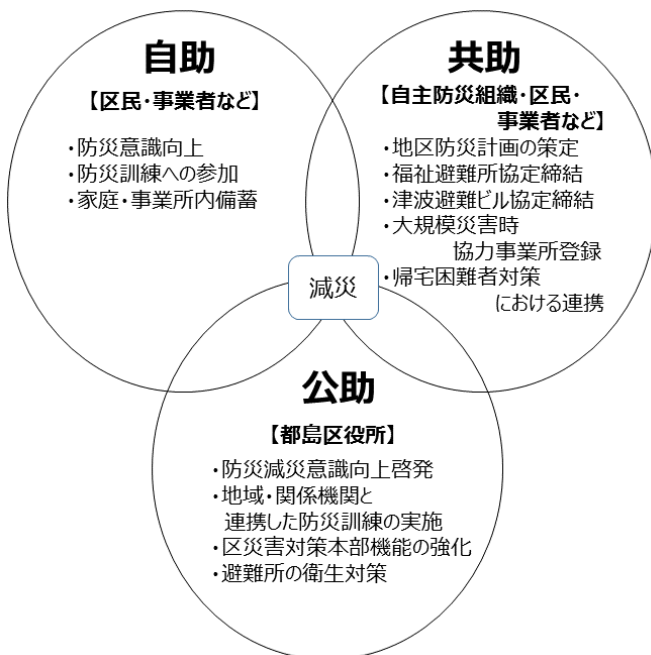 自助
【区民・事業者など】
・防災意識向上
・防災訓練への参加
・家庭・事業所内備蓄
共助
【自主防災組織・区民・
事業者など】
・地区防災計画の策定
・福祉避難所協定締結
・津波避難ビル協定締結
・大規模災害時
協力事業所登録
・帰宅困難者対策
における連携
減災
公助
【都島区役所】
・防災減災意識向上啓発
・地域・関係機関と
連携した防災訓練の実施
・区災害対策本部機能の強化
・避難所の衛生対策